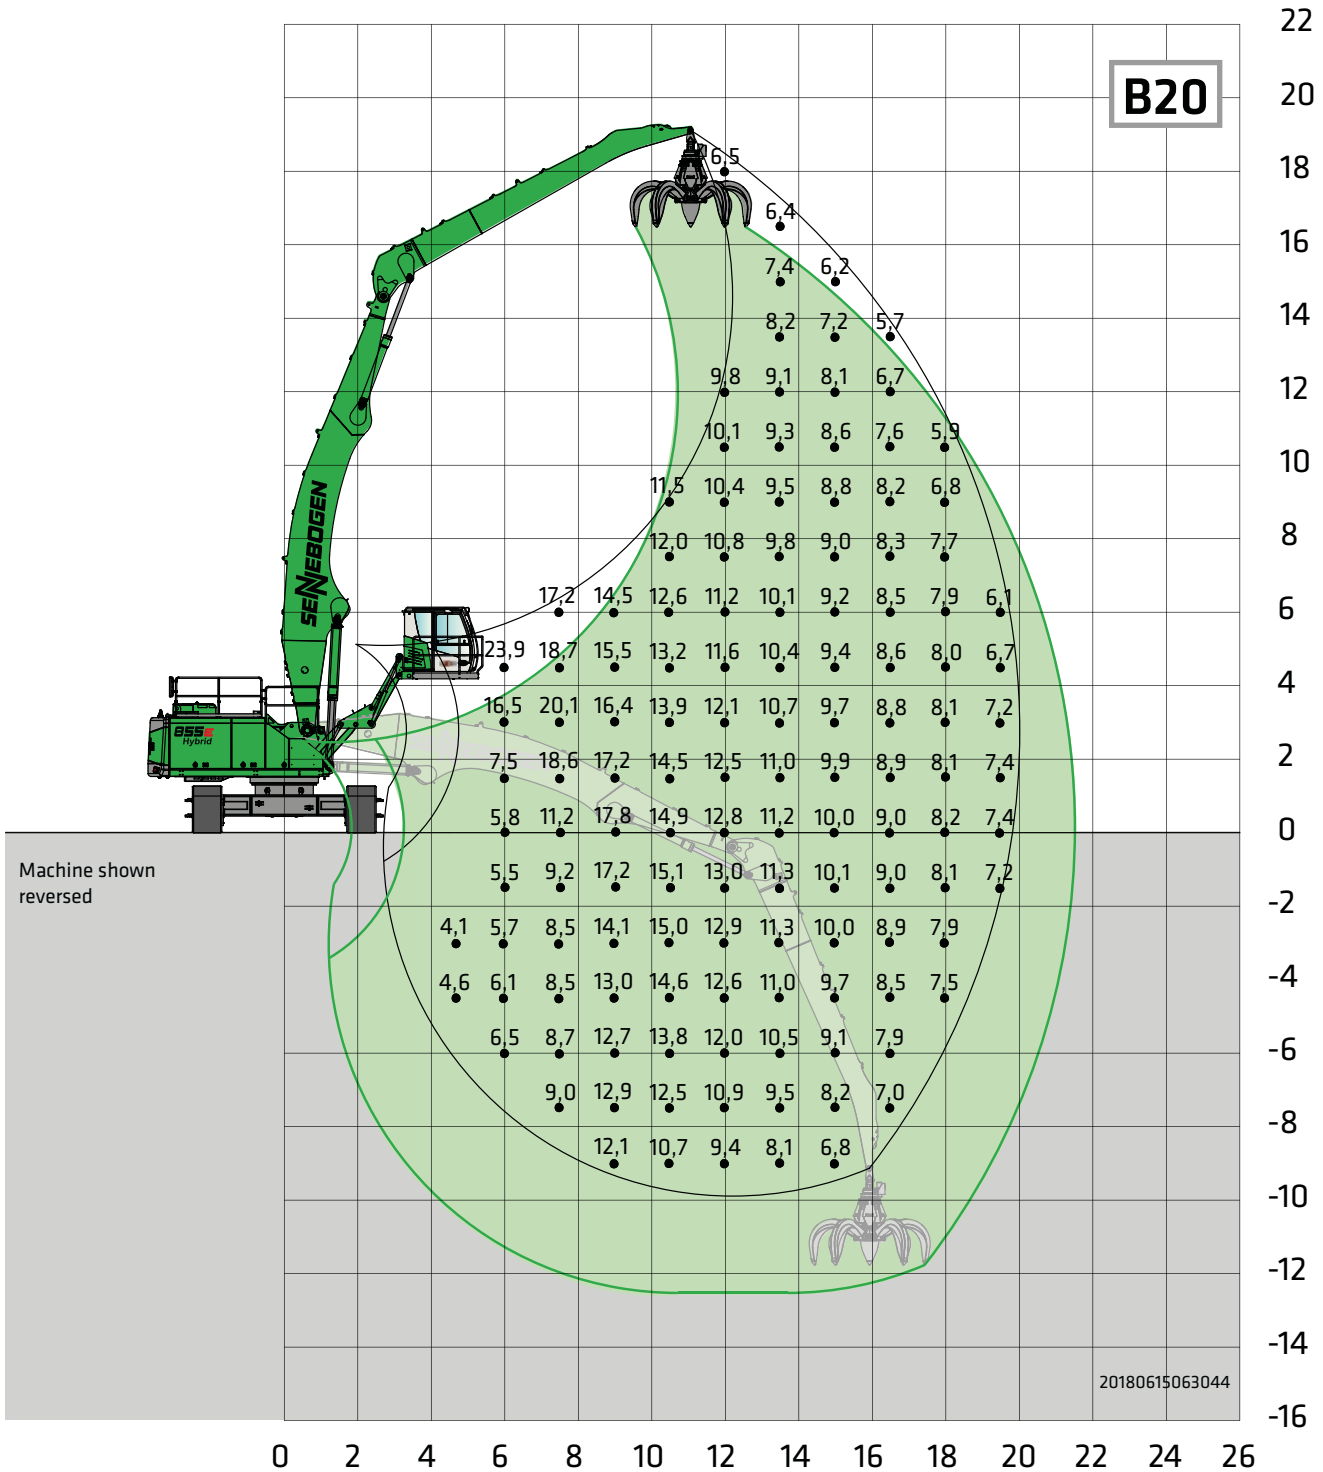 22
B20
20
6,5
18
6,4
16
7,4 6,2
8,2 7,2 5,7
14
9,8 9,1 8,1 6,7
12
10,1 9,3 8,6 7,6 5,9
10
11,5 10,4 9,5 8,8 8,2 6,8
SENNEBOGEN
12,0 10,8 9,8 9,0 8,3 7,7
8
17,2 14,5 12,6 11,2 10,1 9,2 8,5 7,9 6,1
6
23,9 18,7 15,5 13,2 11,6 10,4 9,4 8,6 8,0 6,7
4
16,5 20,1 16,4 13,9 12,1 10,7 9,7 8,8 8,1 7,2
855E
Hybrid
7,5 18,6 17,2 14,5 12,5 11,0 9,9 8,9 8,1 7,4
2
5,8 11,2 17,8 14,9 12,8 11,2 10,0 9,0 8,2 7,4
0
Machine shown
reversed
5,5 9,2 17,2 15,1 13,0 11,3 10,1 9,0 8,1 7,2
-2
4,1 5,7 8,5 14,1 15,0 12,9 11,3 10,0 8,9 7,9
-4
4,6 6,1 8,5 13,0 14,6 12,6 11,0 9,7 8,5 7,5
6,5 8,7 12,7 13,8 12,0 10,5 9,1 7,9
-6
9,0 12,9 12,5 10,9 9,5 8,2 7,0
-8
12,1 10,7 9,4 8,1 6,8
-10
-12
-14
20180615063044
-16
0 2 4 6 8 10 12 14 16 18 20 22 24 26